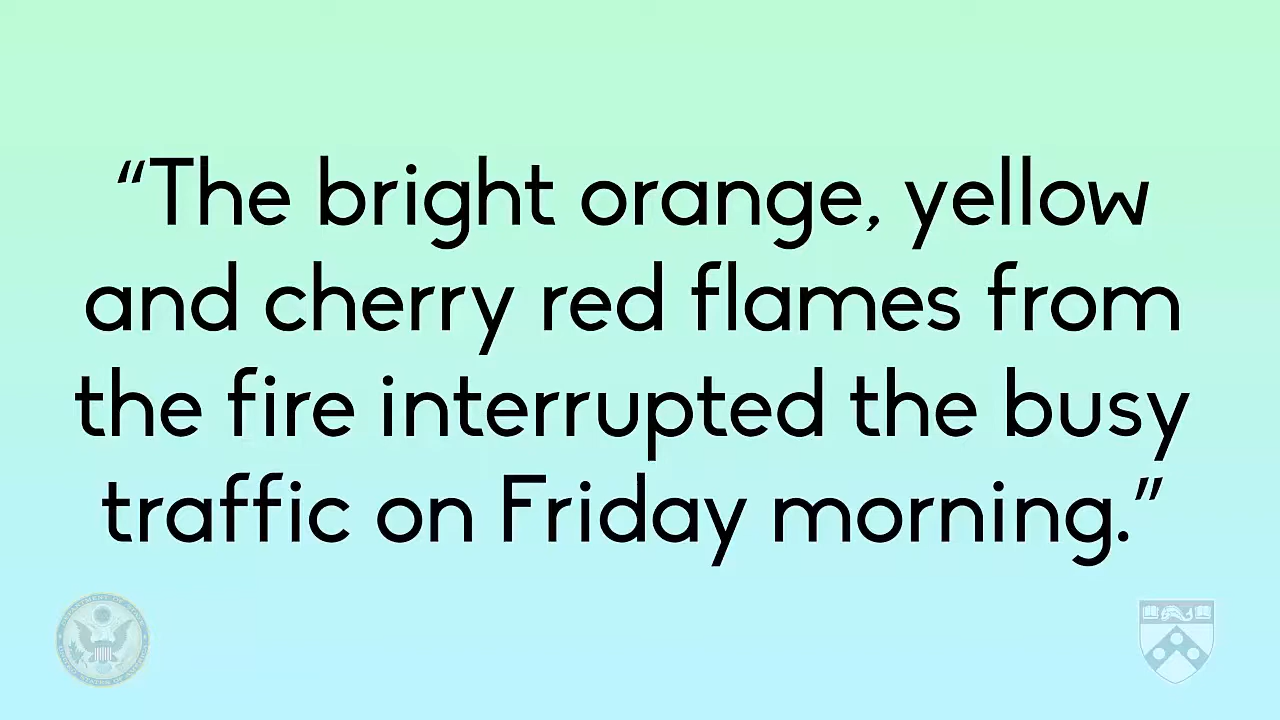 “The bright orange, yellow
and cherry red flames from
the fire interrupted the busy
traffic on Friday morning.”